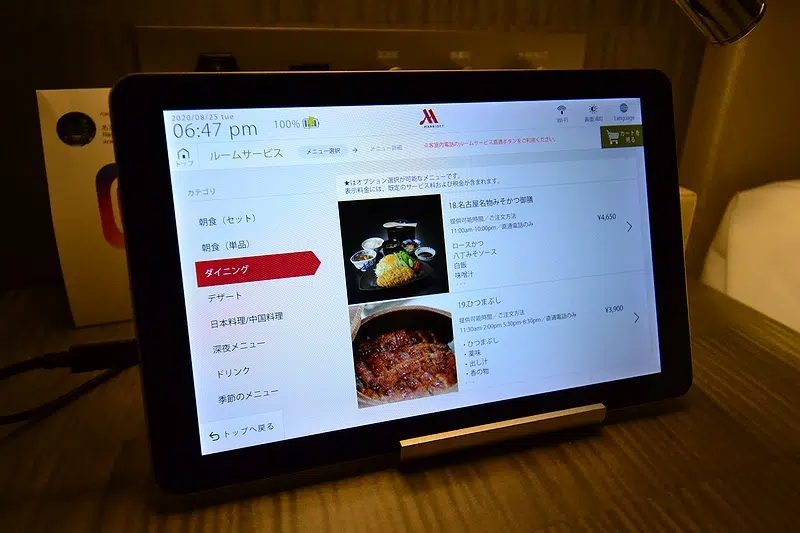 2020/08/25 tue
06:47 pm
100%
MARRIOTT
Wi-Fi
画面消灯
Language
トップ
ルームサービス
メニュー選択 → メニュー詳細
※客室内電話のルームサービス直通ボタンをご利用ください。
カートを
見る
カテゴリ
朝食（セット）
朝食（単品）
ダイニング
デザート
日本料理/中国料理
深夜メニュー
ドリンク
季節のメニュー
トップへ戻る
★はオプション選択が可能なメニューです。
表示料金には、既定のサービス料および税金が含まれます。
18.名古屋名物みそかつ御膳
提供可能時間／ご注文方法
11:00am-10:00pm／直通電話のみ
¥4,650
ロースかつ
八丁みそソース
白飯
味噌汁
...
19.ひつまぶし
提供可能時間／ご注文方法
11:30am-2:00pm 5:30pm-8:30pm／直通電話のみ
¥3,900
・ひつまぶし
・薬味
・出し汁
・香の物